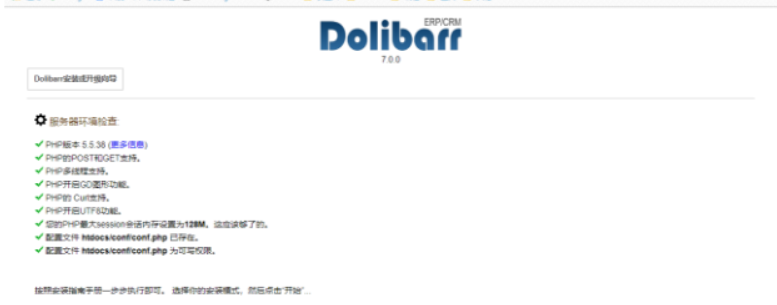 ERP/CRM
Dolibarr
7.0.0
Dolibarr安装或升级向导
服务器环境检查:
PHP版本 5.5.38 (更多信息)
PHP的POST和GET支持。
PHP多线程支持。
PHP开启GD图形功能。
PHP的 Curl支持。
PHP开启UTF8功能。
您的PHP最大session会话内存设置为128M。这应该够了的。
配置文件 htdocs/conf/conf.php 已存在。
配置文件 htdocs/conf/conf.php 为可写权限。
按照安装指南手册一步步执行即可。 选择你的安装模式，然后点击"开始"...